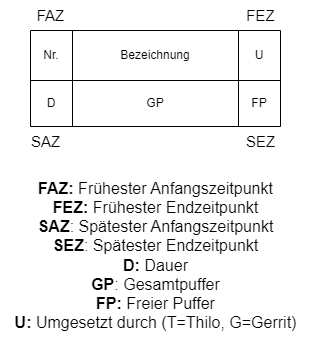 FAZ FEZ
Nr. Bezeichnung U
D GP FP
SAZ SEZ
FAZ: Frühester Anfangszeitpunkt
FEZ: Frühester Endzeitpunkt
SAZ: Spätester Anfangszeitpunkt
SEZ: Spätester Endzeitpunkt
D: Dauer
GP: Gesamtpuffer
FP: Freier Puffer
U: Umgesetzt durch (T=Thilo, G=Gerrit)